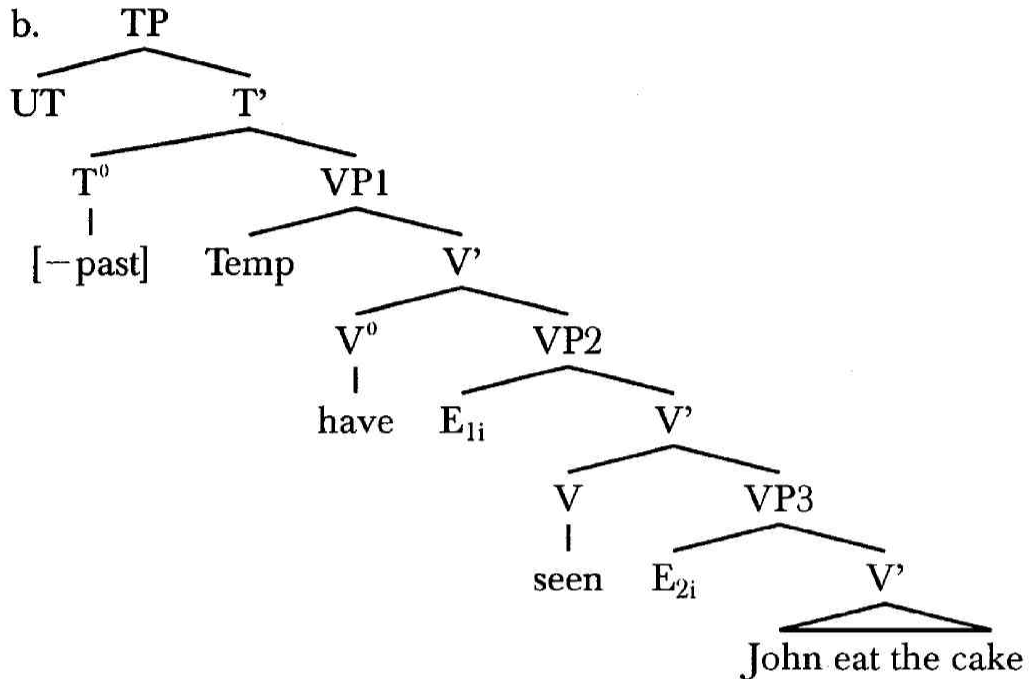 b. TP
UT T’
T⁰ VP1
[–past] Temp V’
V⁰ VP2
have E₁ᵢ V’
V VP3
seen E₂ᵢ V’
John eat the cake